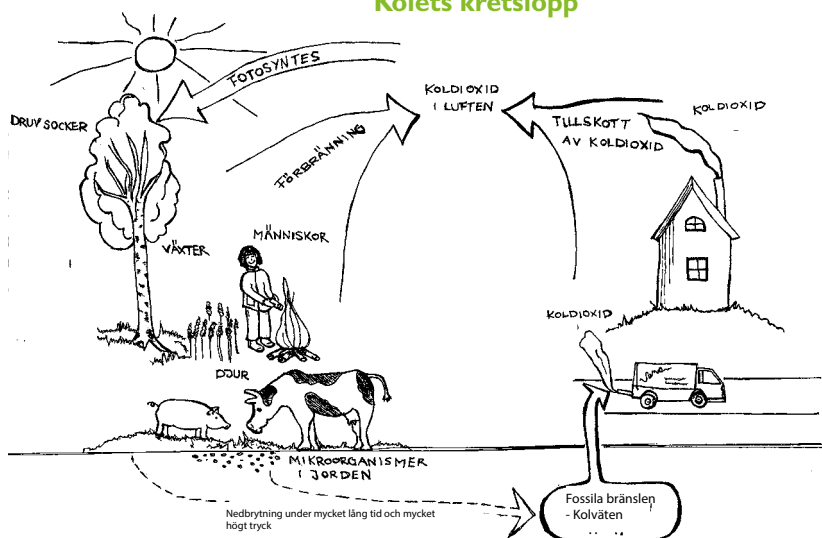 Kolets kretslopp
FOTOSYNTES
KOLDIOXID
I LUFTEN
KOLDIOXID
DRUVSOCKER
TILLSKOTT
AV KOLDIOXID
FÖRBRÄNNING
MÄNNISKOR
VÄXTER
KOLDIOXID
DJUR
MIKROORGANISMER
I JORDEN
Fossila bränslen
- Kolväten
Nedbrytning under mycket lång tid och mycket
högt tryck